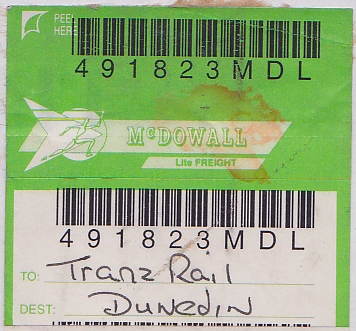 PEEL
HERE
491823MDL
McDOWALL
Lite FREIGHT
491823MDL
TO: Tranz Rail
DEST: Dunedin